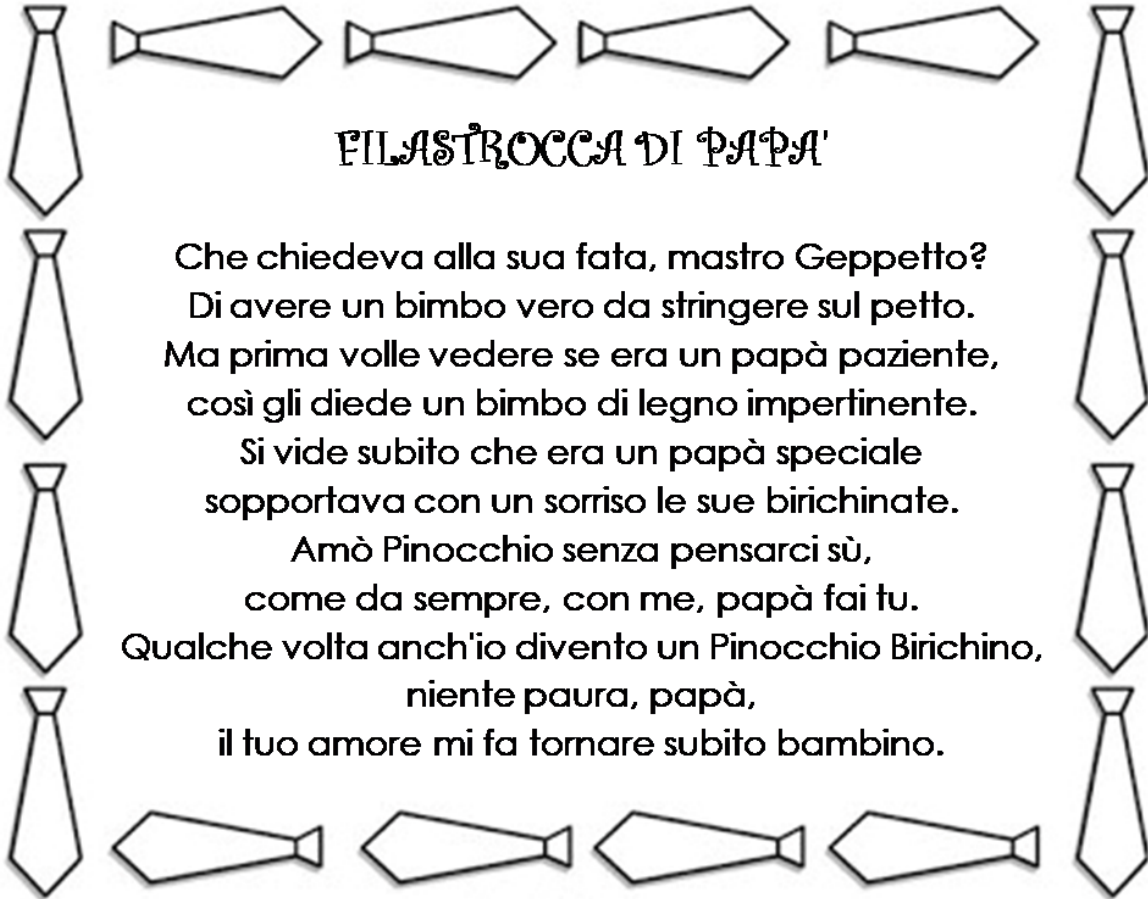 FILASTROCCA DI PAPA'
Che chiedeva alla sua fata, mastro Geppetto?
Di avere un bimbo vero da stringere sul petto.
Ma prima volle vedere se era un papà paziente,
così gli diede un bimbo di legno impertinente.
Si vide subito che era un papà speciale
sopportava con un sorriso le sue birichinate.
Amò Pinocchio senza pensarci sù,
come da sempre, con me, papà fai tu.
Qualche volta anch'io divento un Pinocchio Birichino,
niente paura, papà,
il tuo amore mi fa tornare subito bambino.